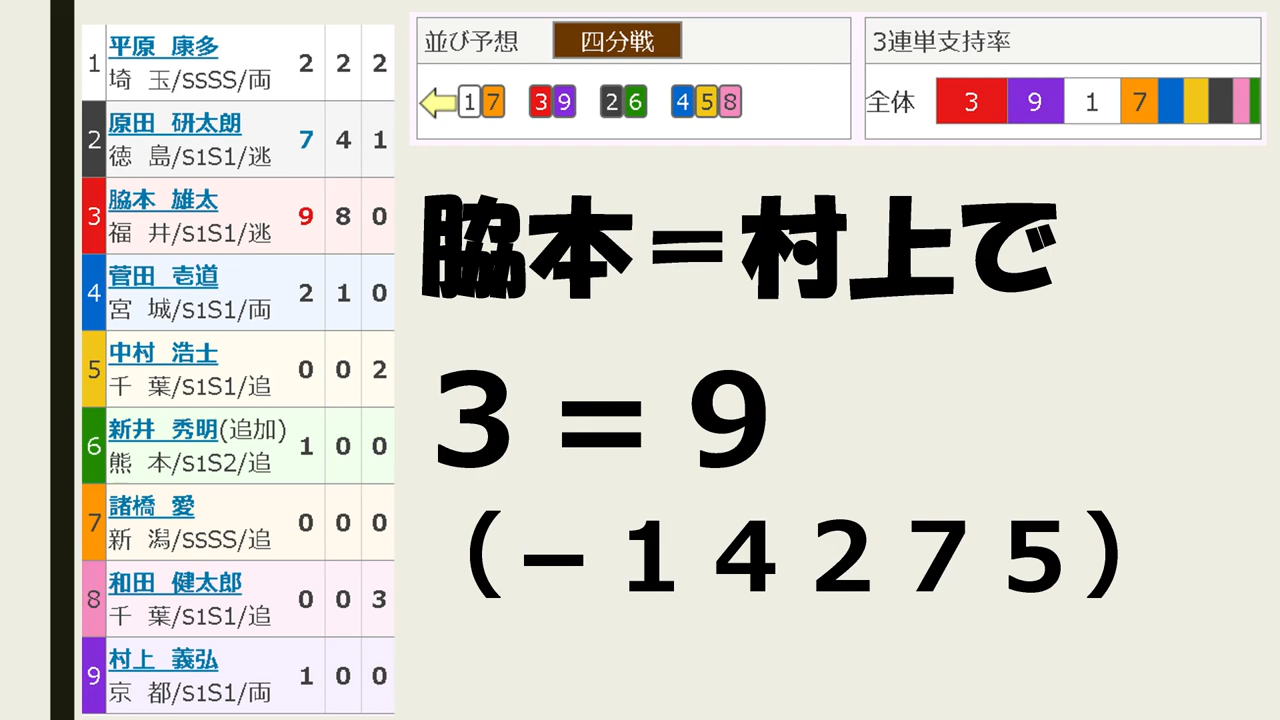 1 平原 康多 2 2 2
埼 玉/SSSS/両
2 原田 研太朗 7 4 1
徳 島/S1S1/逃
3 脇本 雄太 9 8 0
福 井/S1S1/逃
4 菅田 壱道 2 1 0
宮 城/S1S1/両
5 中村 浩士 0 0 2
千 葉/S1S1/追
6 新井 秀明(追加) 1 0 0
熊 本/S1S2/追
7 諸橋 愛 0 0 0
新 潟/SSSS/追
8 和田 健太郎 0 0 3
千 葉/S1S1/追
9 村上 義弘 1 0 0
京 都/S1S1/両
並び予想 四分戦
1 7 3 9 2 6 4 5 8
3連単支持率
全体 3 9 1 7
脇本=村上で
3=9
(-14275)